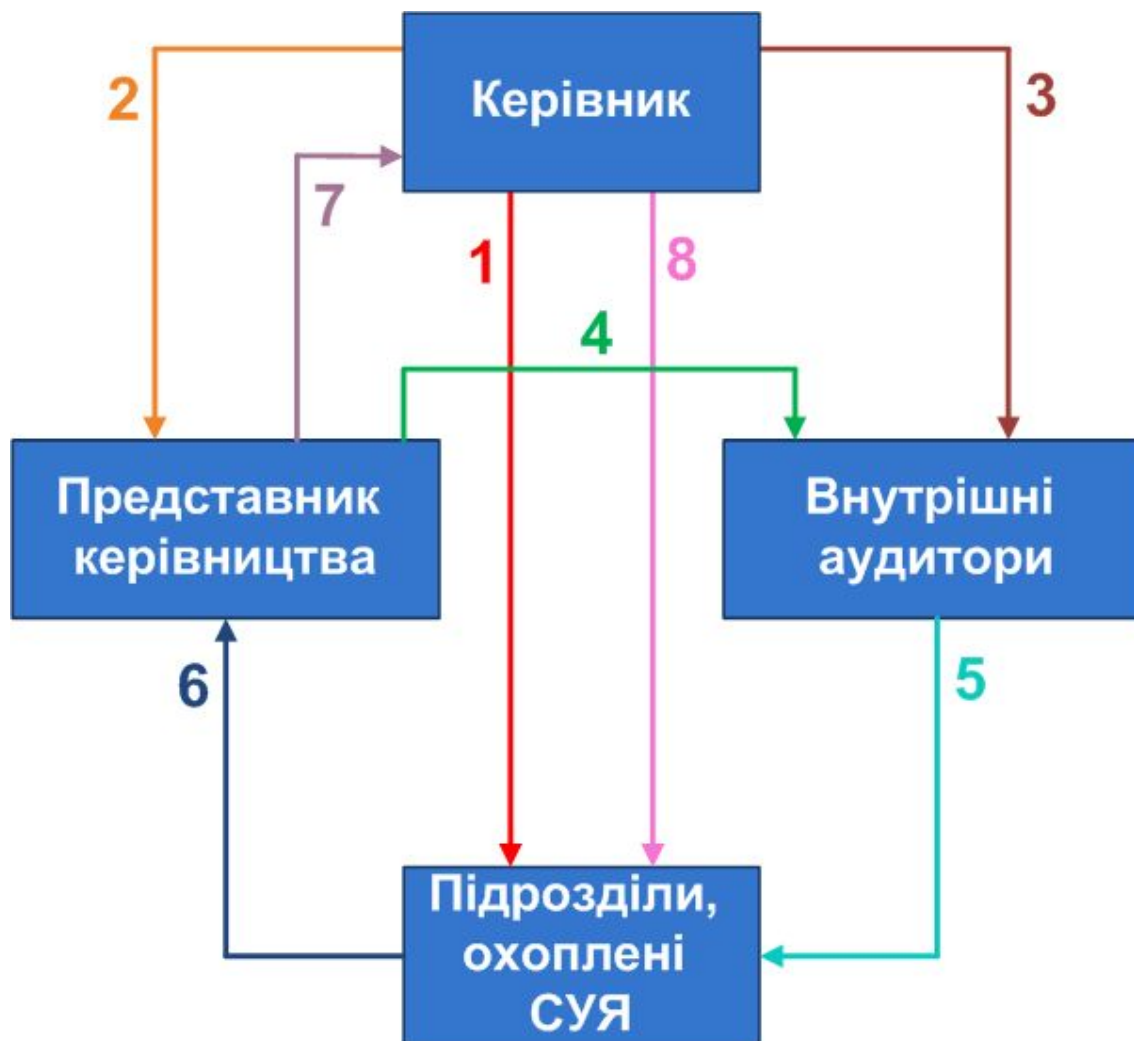 Керівник
2
3
7
1
8
4
Представник
керівництва
Внутрішні
аудитори
6
5
Підрозділи,
охоплені
СУЯ